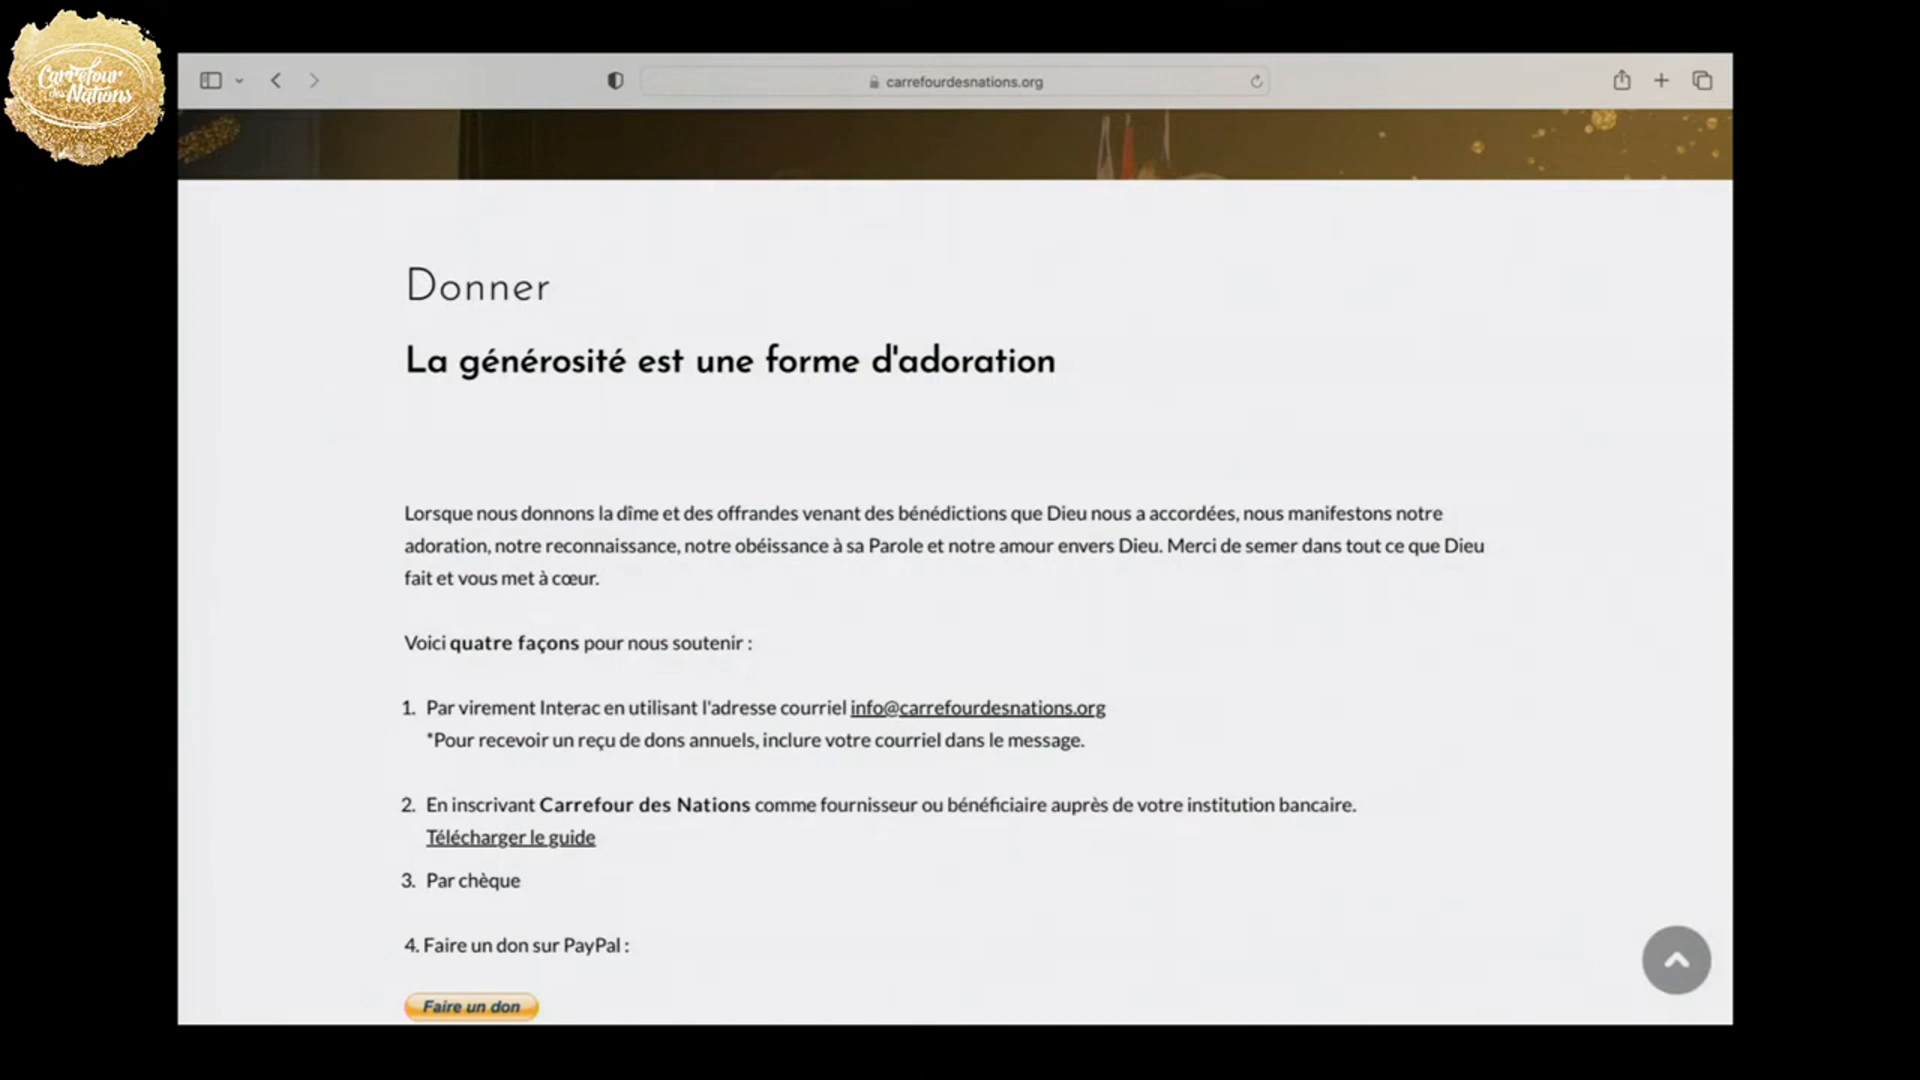 Carrefour
des Nations
carrefourdesnations.org
Donner
La générosité est une forme d'adoration
Lorsque nous donnons la dîme et des offrandes venant des bénédictions que Dieu nous a accordées, nous manifestons notre
adoration, notre reconnaissance, notre obéissance à sa Parole et notre amour envers Dieu. Merci de semer dans tout ce que Dieu
fait et vous met à cœur.
Voici quatre façons pour nous soutenir :
1. Par virement Interac en utilisant l'adresse courriel info@carrefourdesnations.org
*Pour recevoir un reçu de dons annuels, inclure votre courriel dans le message.
2. En inscrivant Carrefour des Nations comme fournisseur ou bénéficiaire auprès de votre institution bancaire.
Télécharger le guide
3. Par chèque
4. Faire un don sur PayPal :
Faire un don